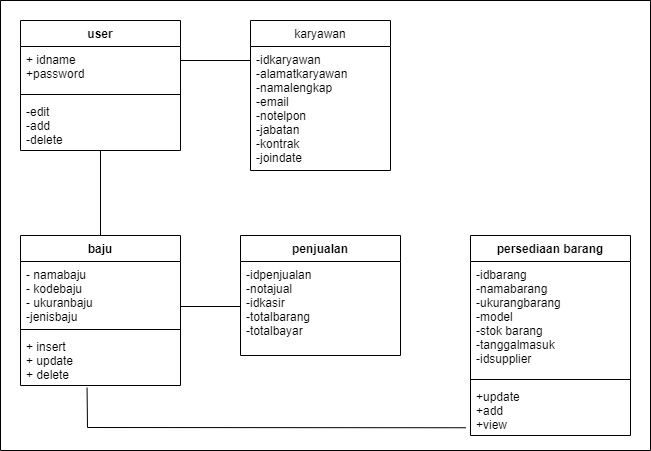 user
+ idname
+password
-edit
-add
-delete
karyawan
-idkaryawan
-alamatkaryawan
-namalengkap
-email
-notelpon
-jabatan
-kontrak
-joindate
baju
- namabaju
- kodebaju
- ukuranbaju
-jenisbaju
+ insert
+ update
+ delete
penjualan
-idpenjualan
-notajual
-idkasir
-totalbarang
-totalbayar
persediaan barang
-idbarang
-namabarang
-ukurangbarang
-model
-stok barang
-tanggalmasuk
-idsupplier
+update
+add
+view